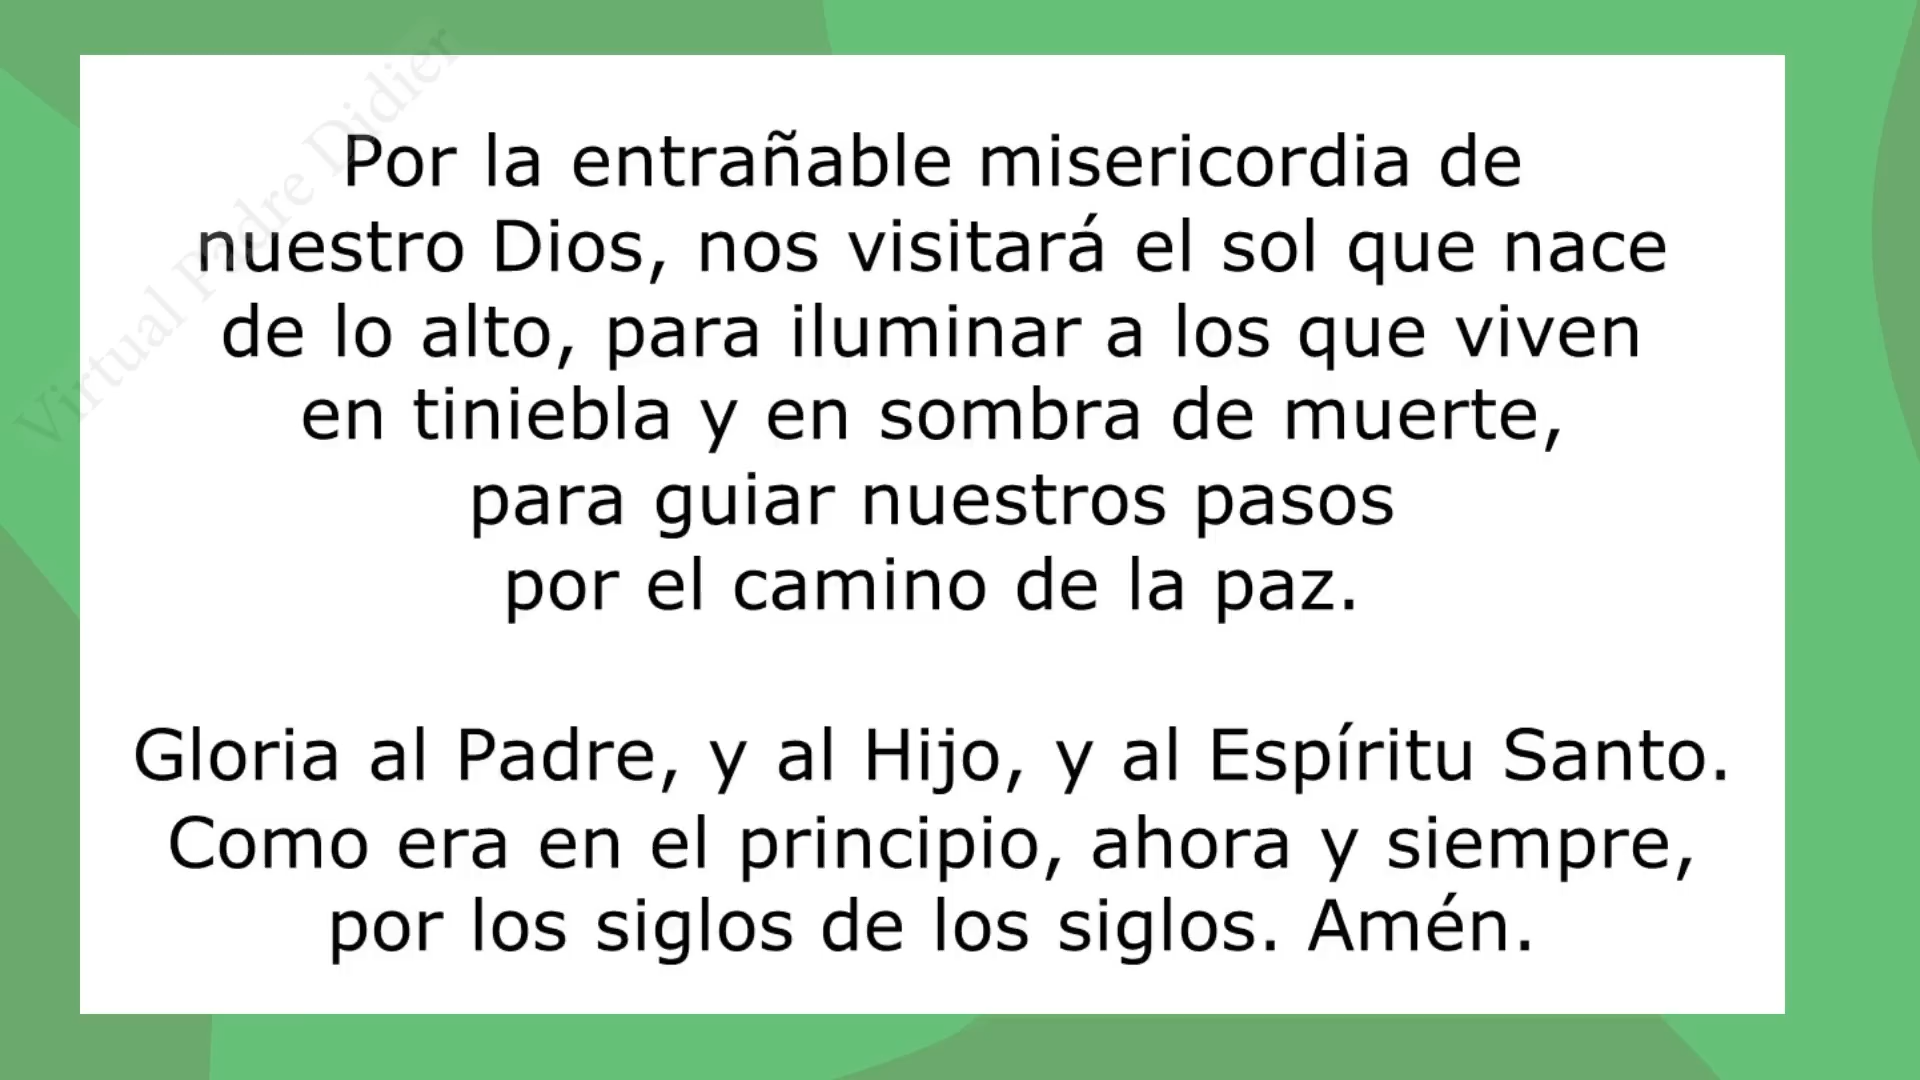 Virtual Padre Didier
Por la entrañable misericordia de
nuestro Dios, nos visitará el sol que nace
de lo alto, para iluminar a los que viven
en tiniebla y en sombra de muerte,
para guiar nuestros pasos
por el camino de la paz.
Gloria al Padre, y al Hijo, y al Espíritu Santo.
Como era en el principio, ahora y siempre,
por los siglos de los siglos. Amén.